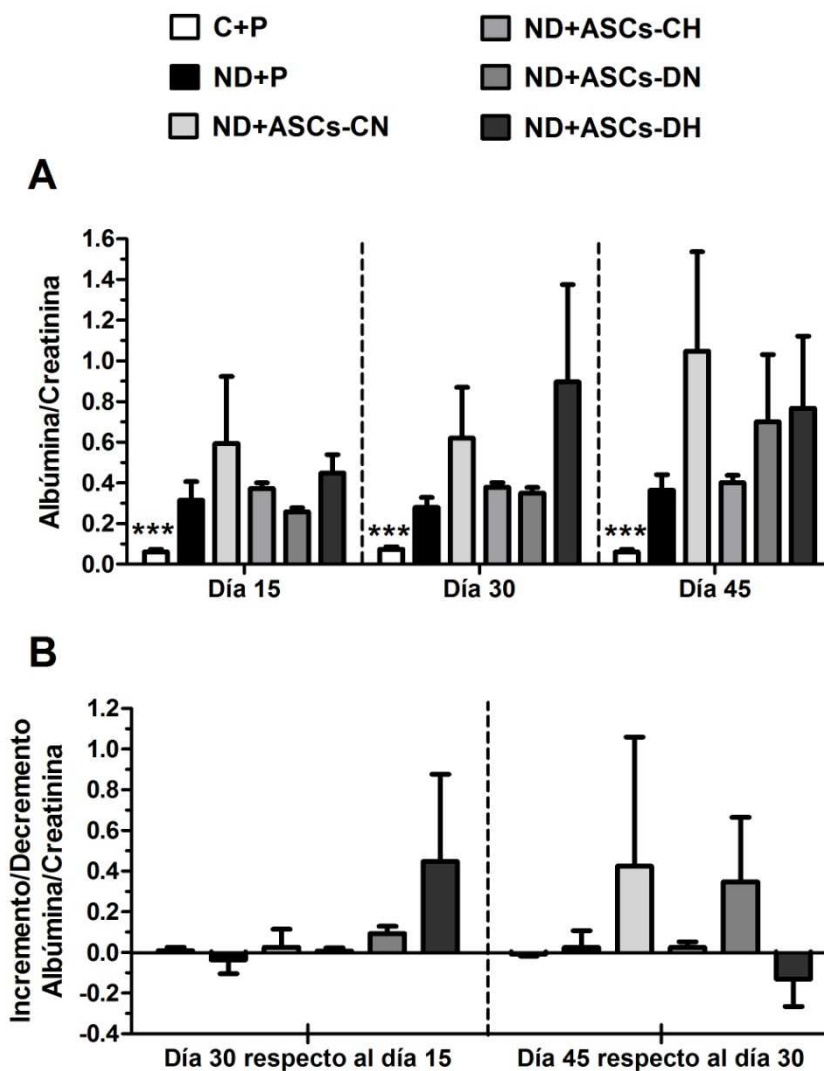 C+P
ND+P
ND+ASCs-CN
ND+ASCs-CH
ND+ASCs-DN
ND+ASCs-DH
A
Albúmina/Creatinina
1.6
1.4
1.2
1.0
0.8
0.6
0.4
0.2
0.0
***
***
***
Día 15
Día 30
Día 45
B
Incremento/Decremento
Albúmina/Creatinina
1.2
1.0
0.8
0.6
0.4
0.2
0.0
-0.2
-0.4
Día 30 respecto al día 15
Día 45 respecto al día 30